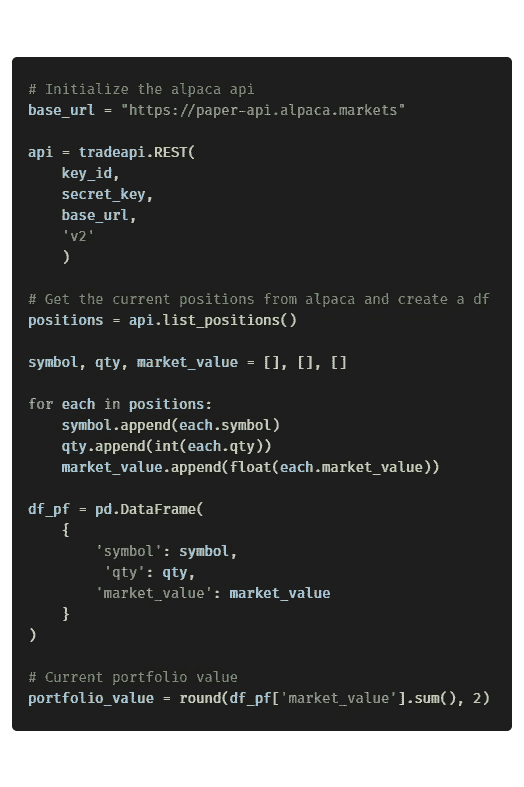 # Initialize the alpaca api
base_url = "https://paper-api.alpaca.markets"
api = tradeapi.REST(
    key_id,
    secret_key,
    base_url,
    'v2'
    )
# Get the current positions from alpaca and create a df
positions = api.list_positions()
symbol, qty, market_value = [], [], []
for each in positions:
    symbol.append(each.symbol)
    qty.append(int(each.qty))
    market_value.append(float(each.market_value))
df_pf = pd.DataFrame(
    {
        'symbol': symbol,
         'qty': qty,
        'market_value': market_value
    }
)
# Current portfolio value
portfolio_value = round(df_pf['market_value'].sum(), 2)